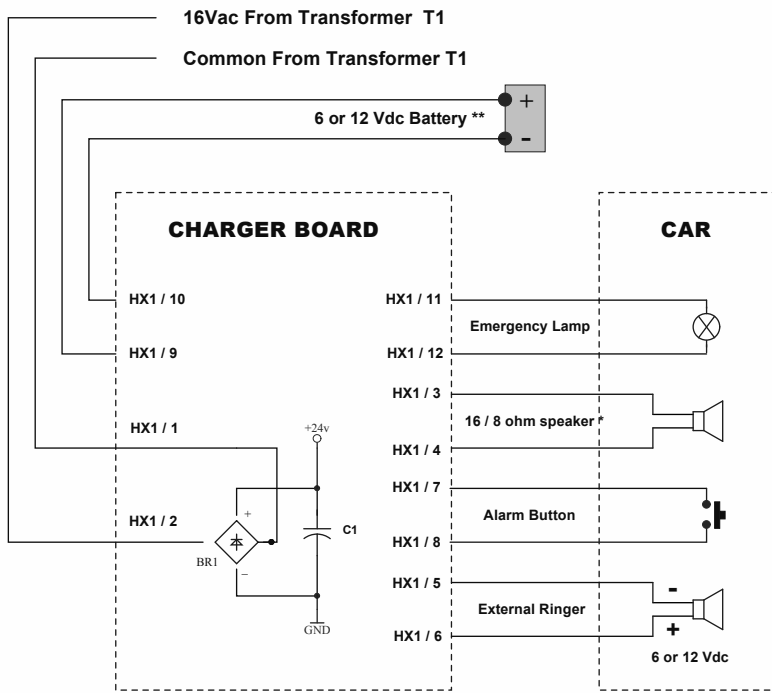 16Vac From Transformer T1
Common From Transformer T1
6 or 12 Vdc Battery **
+
-
CHARGER BOARD
CAR
HX1 / 10
HX1 / 11
Emergency Lamp
HX1 / 9
HX1 / 12
HX1 / 3
16 / 8 ohm speaker *
HX1 / 1
+24v
HX1 / 4
HX1 / 7
HX1 / 2
+
C1
Alarm Button
BR1
−
HX1 / 8
HX1 / 5
-
External Ringer
GND
HX1 / 6
+
6 or 12 Vdc